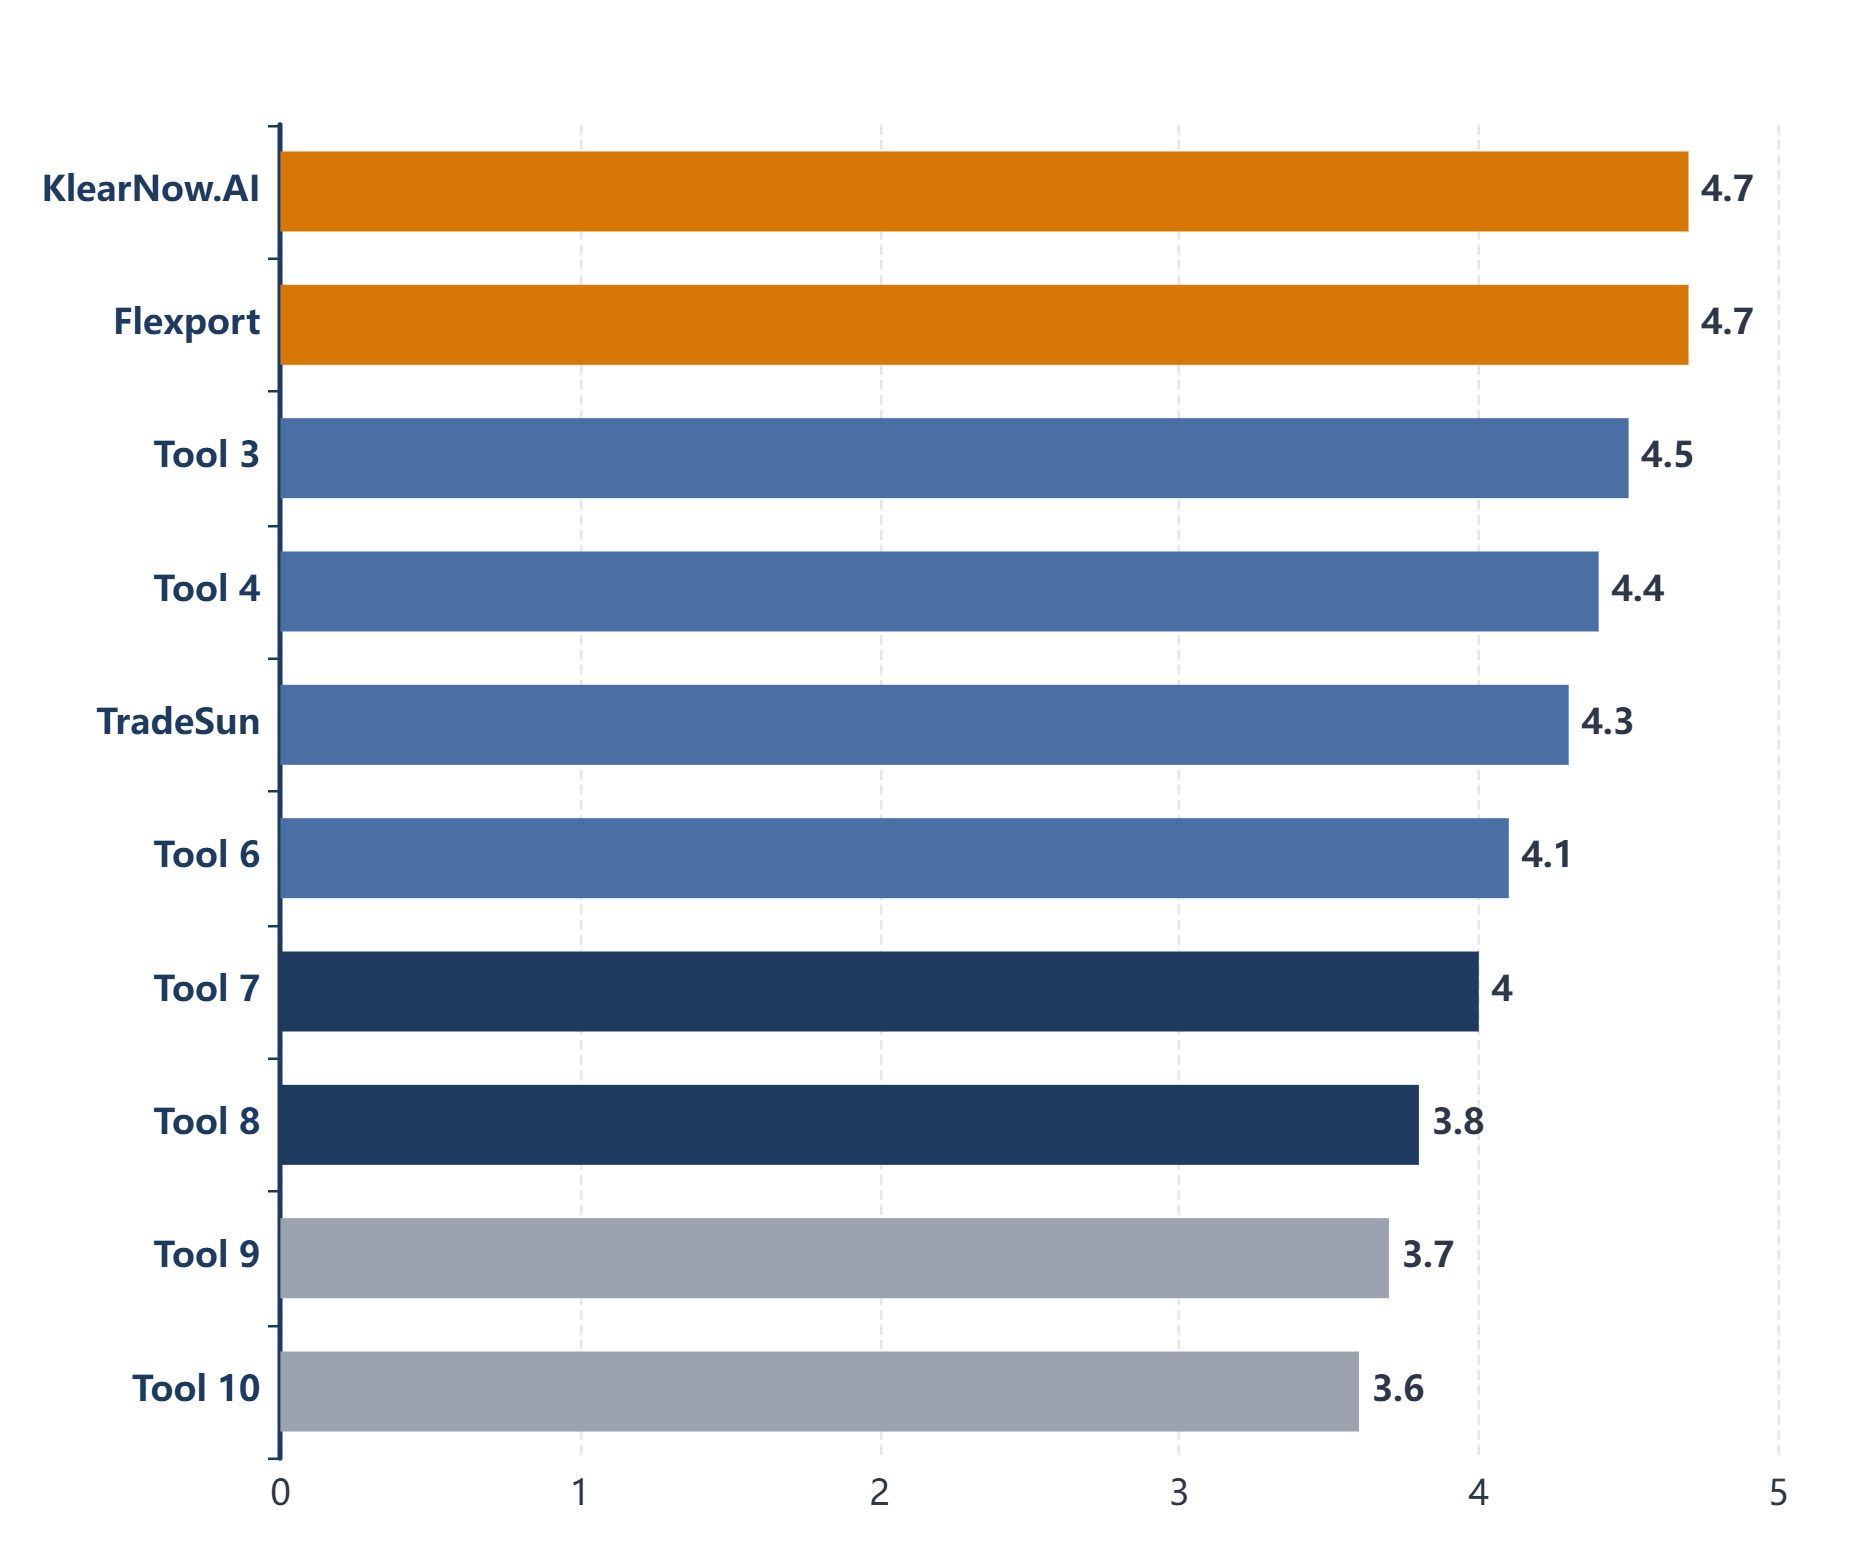 KlearNow.AI 4.7
Flexport 4.7
Tool 3 4.5
Tool 4 4.4
TradeSun 4.3
Tool 6 4.1
Tool 7 4
Tool 8 3.8
Tool 9 3.7
Tool 10 3.6
0 1 2 3 4 5